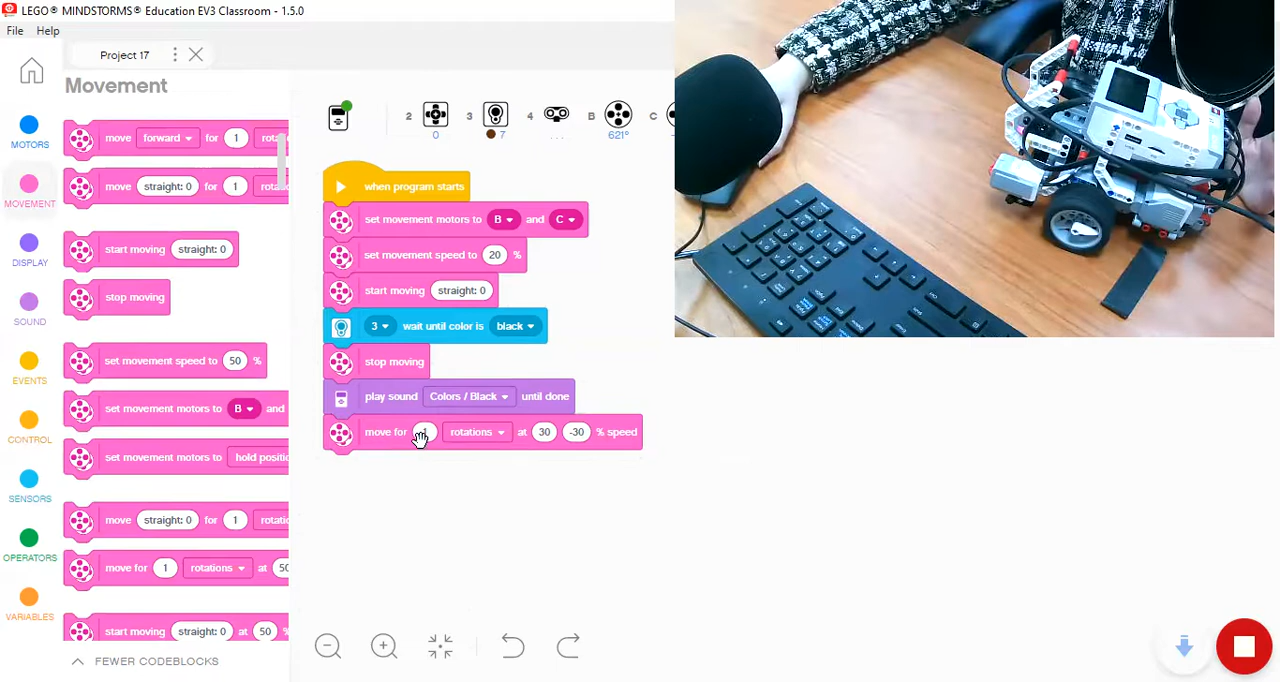 LEGO® MINDSTORMS® Education EV3 Classroom - 1.5.0
File Help
Project 17
Movement
MOTORS
MOVEMENT
DISPLAY
SOUND
EVENTS
CONTROL
SENSORS
OPERATORS
VARIABLES
move forward for 1 rota
move straight: 0 for 1 rota
start moving straight: 0
stop moving
set movement speed to 50 %
set movement motors to B and
set movement motors to hold positi
move straight: 0 for 1 rotatio
move for 1 rotations at 50
start moving straight: 0 at 50 %
FEWER CODEBLOCKS
2 0 3 7 4 ... B 621° C
when program starts
set movement motors to B and C
set movement speed to 20 %
start moving straight: 0
3 wait until color is black
stop moving
play sound Colors / Black until done
move for 1 rotations at 30 -30 % speed